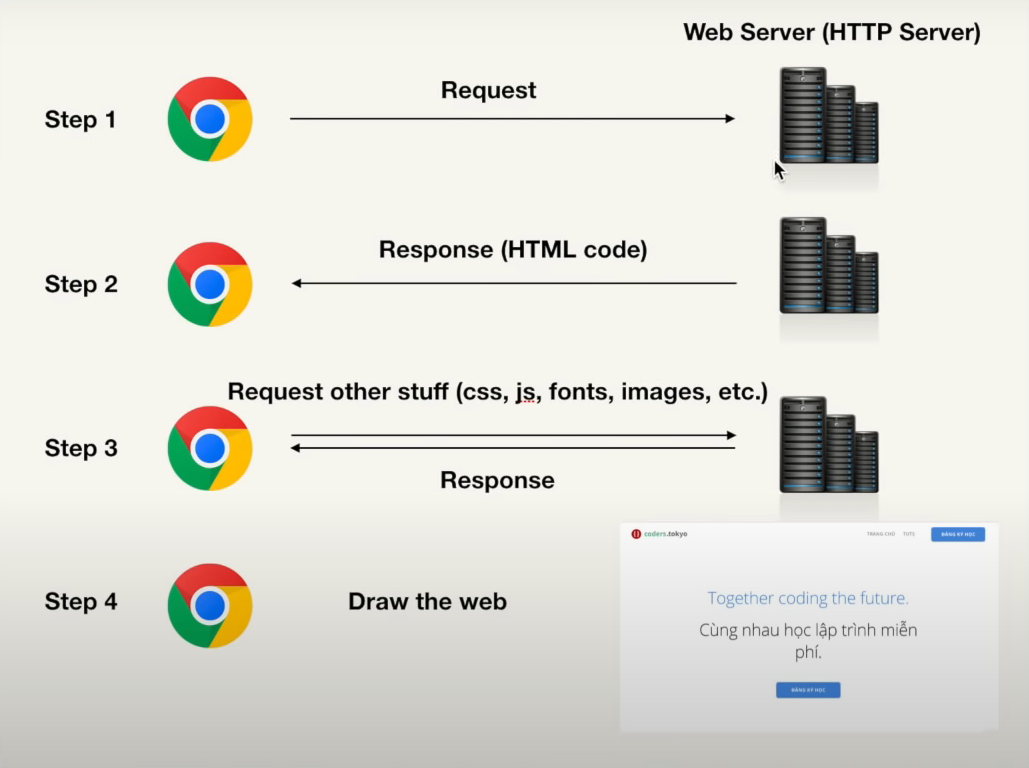 Web Server (HTTP Server)
Step 1
Request
Step 2
Response (HTML code)
Request other stuff (css, js, fonts, images, etc.)
Step 3
Response
coders.tokyo
TRANG CHỦ TUTS
ĐĂNG KÝ HỌC
Step 4
Draw the web
Together coding the future.
Cùng nhau học lập trình miễn
phí.
ĐĂNG KÝ HỌC